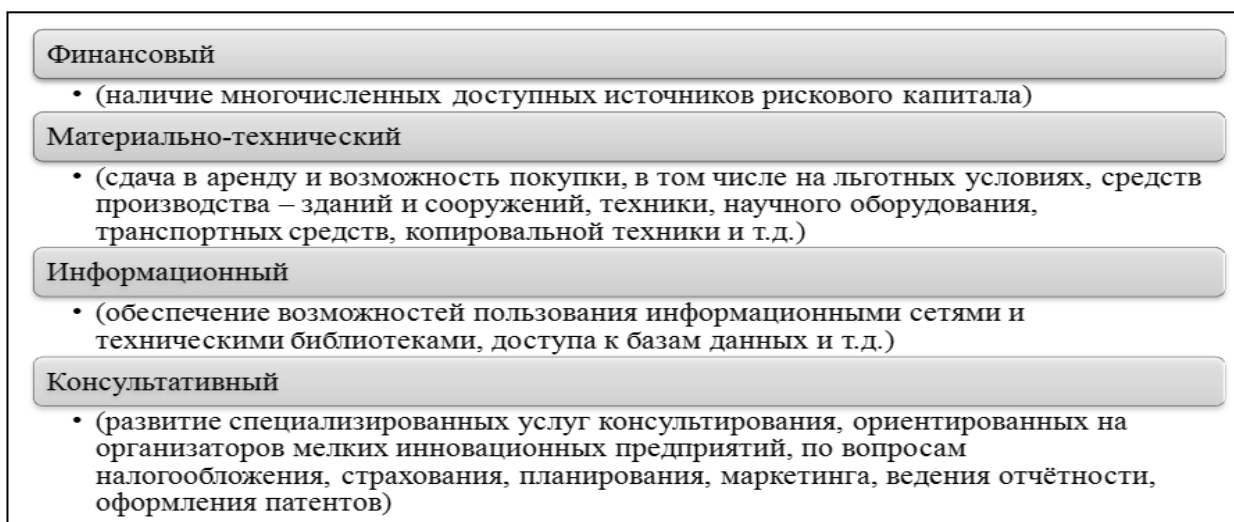 Финансовый
• (наличие многочисленных доступных источников рискового капитала)
Материально-технический
• (сдача в аренду и возможность покупки, в том числе на льготных условиях, средств
производства – зданий и сооружений, техники, научного оборудования,
транспортных средств, копировальной техники и т.д.)
Информационный
• (обеспечение возможностей пользования информационными сетями и
техническими библиотеками, доступа к базам данных и т.д.)
Консультативный
• (развитие специализированных услуг консультирования, ориентированных на
организаторов мелких инновационных предприятий, по вопросам
налогообложения, страхования, планирования, маркетинга, ведения отчётности,
оформления патентов)